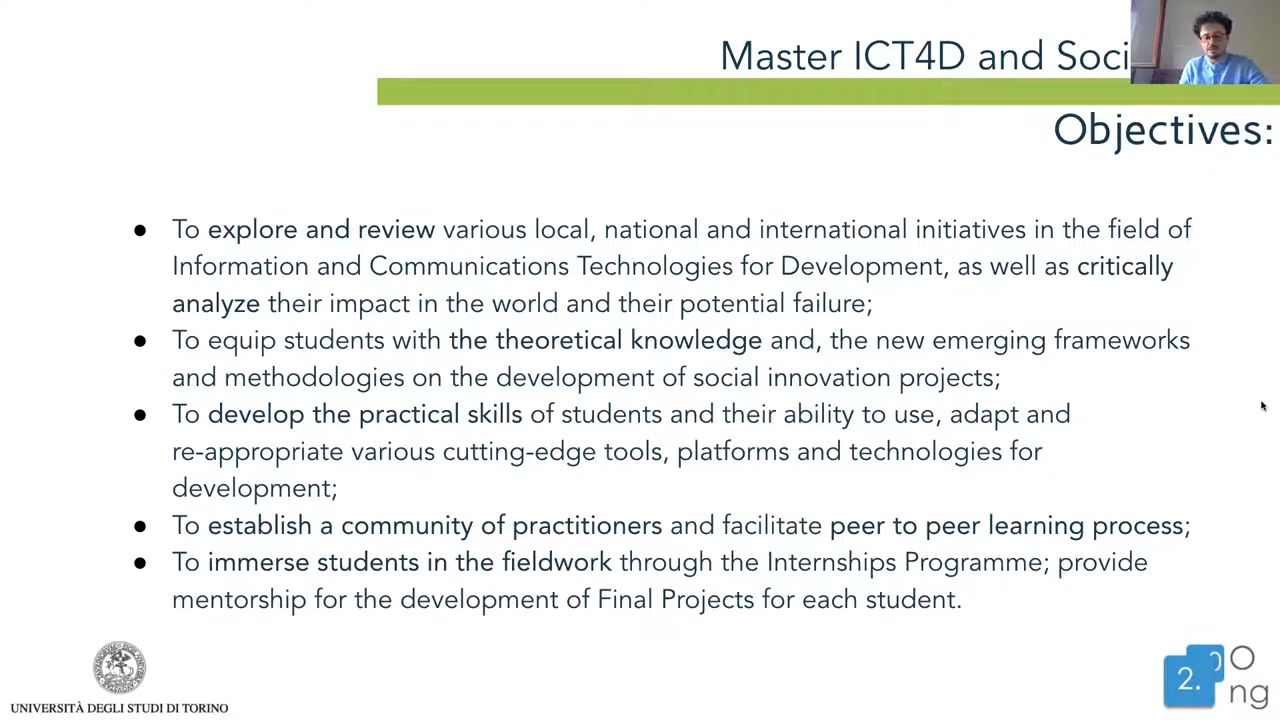 Master ICT4D and Soci
Objectives:
● To explore and review various local, national and international initiatives in the field of
Information and Communications Technologies for Development, as well as critically
analyze their impact in the world and their potential failure;
● To equip students with the theoretical knowledge and, the new emerging frameworks
and methodologies on the development of social innovation projects;
● To develop the practical skills of students and their ability to use, adapt and
re-appropriate various cutting-edge tools, platforms and technologies for
development;
● To establish a community of practitioners and facilitate peer to peer learning process;
● To immerse students in the fieldwork through the Internships Programme; provide
mentorship for the development of Final Projects for each student.
UNIVERSITÀ DEGLI STUDI DI TORINO
2.0
Ong